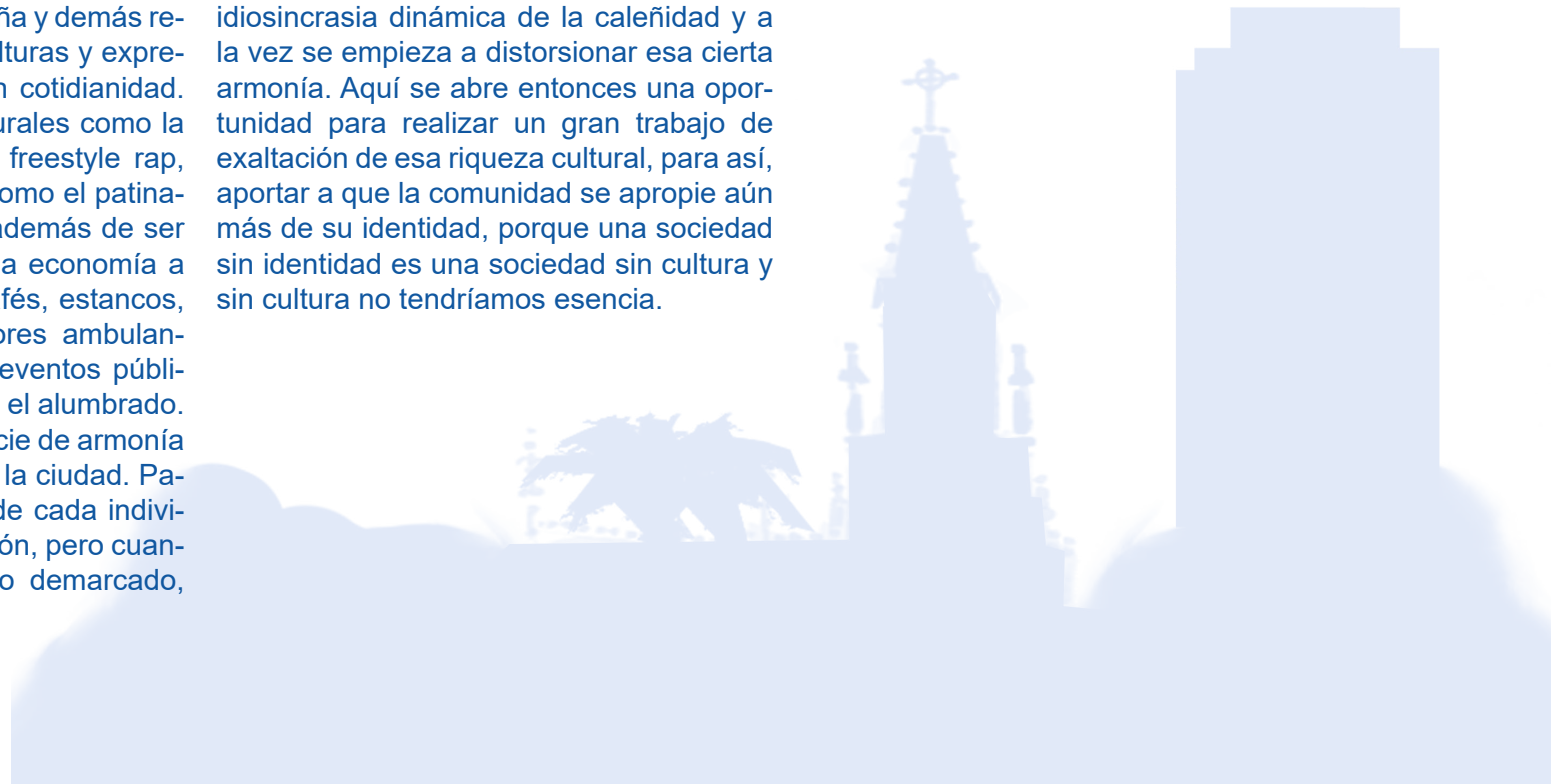 ña y demás re-
lturas y expre-
n cotidianidad.
urales como la
freestyle rap,
omo el patina-
además de ser
a economía a
fés, estancos,
ores ambulan-
eventos públi-
el alumbrado.
cie de armonía
la ciudad. Pa-
de cada indivi-
ón, pero cuan-
o demarcado,
idiosincrasia dinámica de la caleñidad y a
la vez se empieza a distorsionar esa cierta
armonía. Aquí se abre entonces una opor-
tunidad para realizar un gran trabajo de
exaltación de esa riqueza cultural, para así,
aportar a que la comunidad se apropie aún
más de su identidad, porque una sociedad
sin identidad es una sociedad sin cultura y
sin cultura no tendríamos esencia.